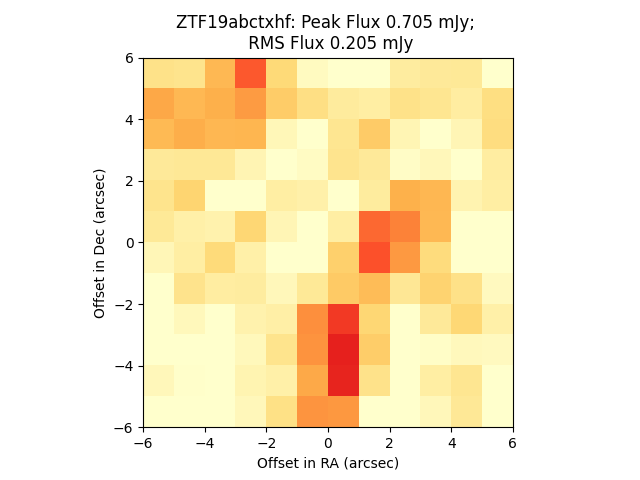 ZTF19abctxhf: Peak Flux 0.705 mJy;
RMS Flux 0.205 mJy
6
4
2
0
−2
−4
−6
Offset in Dec (arcsec)
−6 −4 −2 0 2 4 6
Offset in RA (arcsec)